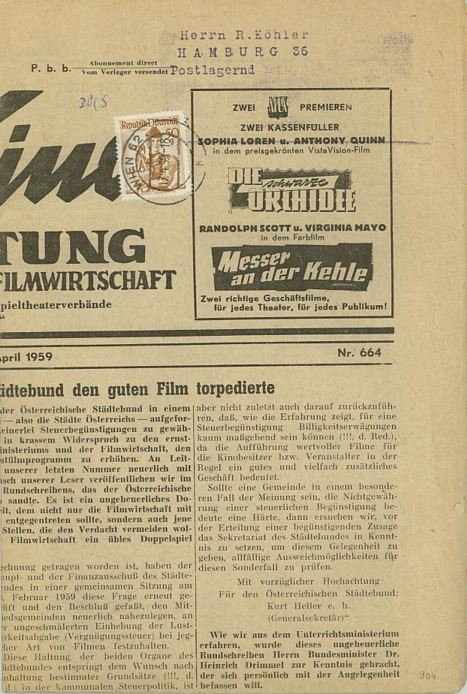 Herrn R.Köhler
HAMBURG 36
Postlagernd
P. b. b.
Abonnement direct
vom Verleger versendet
Republik Österreich
50
WIEN 62
TUNG
FILMWIRTSCHAFT
spieltheaterverbände
ZWEI APEX PREMIEREN
ZWEI KASSENFÜLLER
SOPHIA LOREN u. ANTHONY QUINN
in dem preisgekrönten VistaVision-Film
DIE schwarze ORCHIDEE
RANDOLPH SCOTT u. VIRGINIA MAYO
in dem Farbfilm
Messer an der Kehle
Zwei richtige Geschäftsfilme,
für jedes Theater, für jedes Publikum!
April 1959
Nr. 664
ädtebund den guten Film torpedierte
der Österreichische Städtebund in einem
— also die Städte Österreichs — aufgefor-
einerlei Steuerbegünstigungen zu gewäh-
in krassem Widerspruch zu den ernst-
ministeriums und der Filmwirtschaft, den
ntfilmprogramm zu erhöhen. An Leit-
unserer letzten Nummer neuerlich mit
sch unserer Leser veröffentlichen wir im
Rundschreibens, das der Österreichische
n sandte. Es ist ein ungeheuerliches Do-
eit, dem nicht nur die Filmwirtschaft mit
entgegentreten sollte, sondern auch jene
Stellen, die den Verdacht vermeiden wol-
Filmwirtschaft ein übles Doppelspiel
echnung getragen worden ist, haben der
upt- und der Finanzausschuß des Städte-
ndes in einer gemeinsamen Sitzung am
. Februar 1959 diese Frage erneut ge-
rüft und den Beschluß gefaßt, den Mit-
iedsgemeinden neuerlich nahezulegen, an
r ungeschmälerten Einhebung der Lust-
rkeitsabgabe (Vergnügungssteuer) bei jeg-
her Art von Filmen festzuhalten.
Diese Haltung der beiden Organe des
ädtebundes entspringt dem Wunsch nach
nhaltung bestimmter Grundsätze (!!!, d.
) in der kommunalen Steuerpolitik, ist
aber nicht zuletzt auch darauf zurückzufüh-
ren, daß, wie die Erfahrung zeigt, für eine
Steuerbegünstigung Billigkeitserwägungen
kaum maßgebend sein können (!!!, d. Red.),
da die Aufführung wertvoller Filme für
die Kinobesitzer bzw. Veranstalter in der
Regel ein gutes und vielfach zusätzliches
Geschäft bedeutet.
Sollte eine Gemeinde in einem besonde-
ren Fall der Meinung sein, die Nichtgewäh-
rung einer steuerlichen Begünstigung be-
deute eine Härte, dann ersuchen wir, vor
der Erteilung einer begünstigenden Zusage
das Sekretariat des Städtebundes in Kennt-
nis zu setzen, um diesem Gelegenheit zu
geben, allfällige Ausweichmöglichkeiten für
diesen Sonderfall zu prüfen.
Mit vorzüglicher Hochachtung
Für den Österreichischen Städtebund:
Kurt Heller e. h.
(Generalsekretär)"
Wie wir aus dem Unterrichtsministerium
erfahren, wurde dieses ungeheuerliche
Rundschreiben Herrn Bundesminister Dr.
Heinrich Drimmel zur Kenntnis gebracht,
der sich persönlich mit der Angelegenheit
befassen will.
904